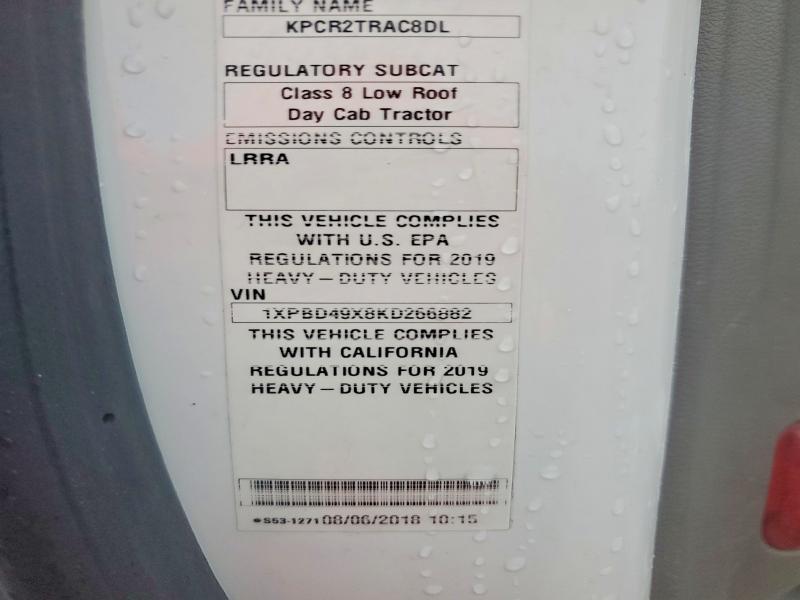 FAMILY NAME
KPCR2TRAC8DL
REGULATORY SUBCAT
Class 8 Low Roof
Day Cab Tractor
EMISSIONS CONTROLS
LRRA
THIS VEHICLE COMPLIES
WITH U.S. EPA
REGULATIONS FOR 2019
HEAVY-DUTY VEHICLES
VIN
1XPBD49X8KD266882
THIS VEHICLE COMPLIES
WITH CALIFORNIA
REGULATIONS FOR 2019
HEAVY-DUTY VEHICLES
*S53-1271 08/06/2018 10:15